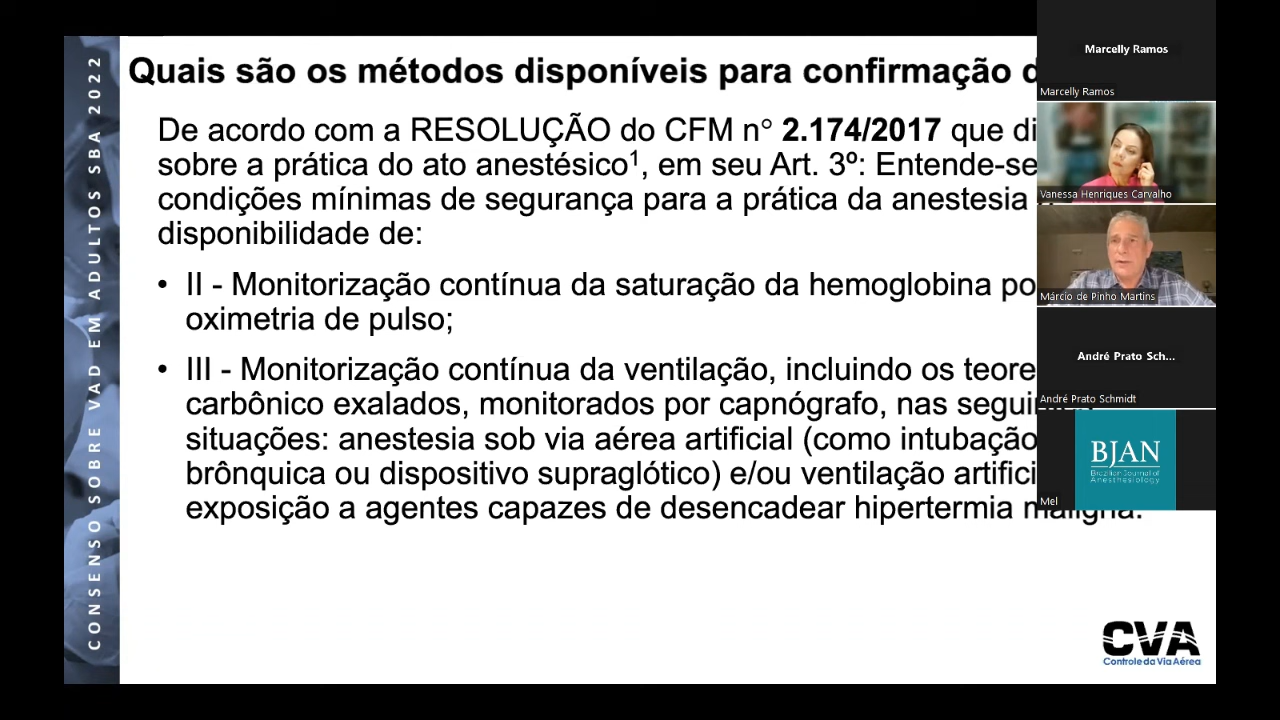 CONSENSO SOBRE VAD EM ADULTOS SBA 2022
Quais são os métodos disponíveis para confirmação
De acordo com a RESOLUÇÃO do CFM n° 2.174/2017 que
sobre a prática do ato anestésico¹, em seu Art. 3º: Entende-se
condições mínimas de segurança para a prática da anestesia
disponibilidade de:
• II - Monitorização contínua da saturação da hemoglobina
oximetria de pulso;
• III - Monitorização contínua da ventilação, incluindo os
carbônico exalados, monitorados por capnógrafo, nas
situações: anestesia sob via aérea artificial (como intubação
brônquica ou dispositivo supraglótico) e/ou ventilação
exposição a agentes capazes de desencadear hipertermia maligna.
CVA
Controle da Via Aérea
Marcelly Ramos
Marcelly Ramos
Vanessa Henriques Carvalho
Márcio de Pinho Martins
André Prato Sch...
André Prato Schmidt
BJAN
Brazilian Journal of
Anesthesiology
Mel